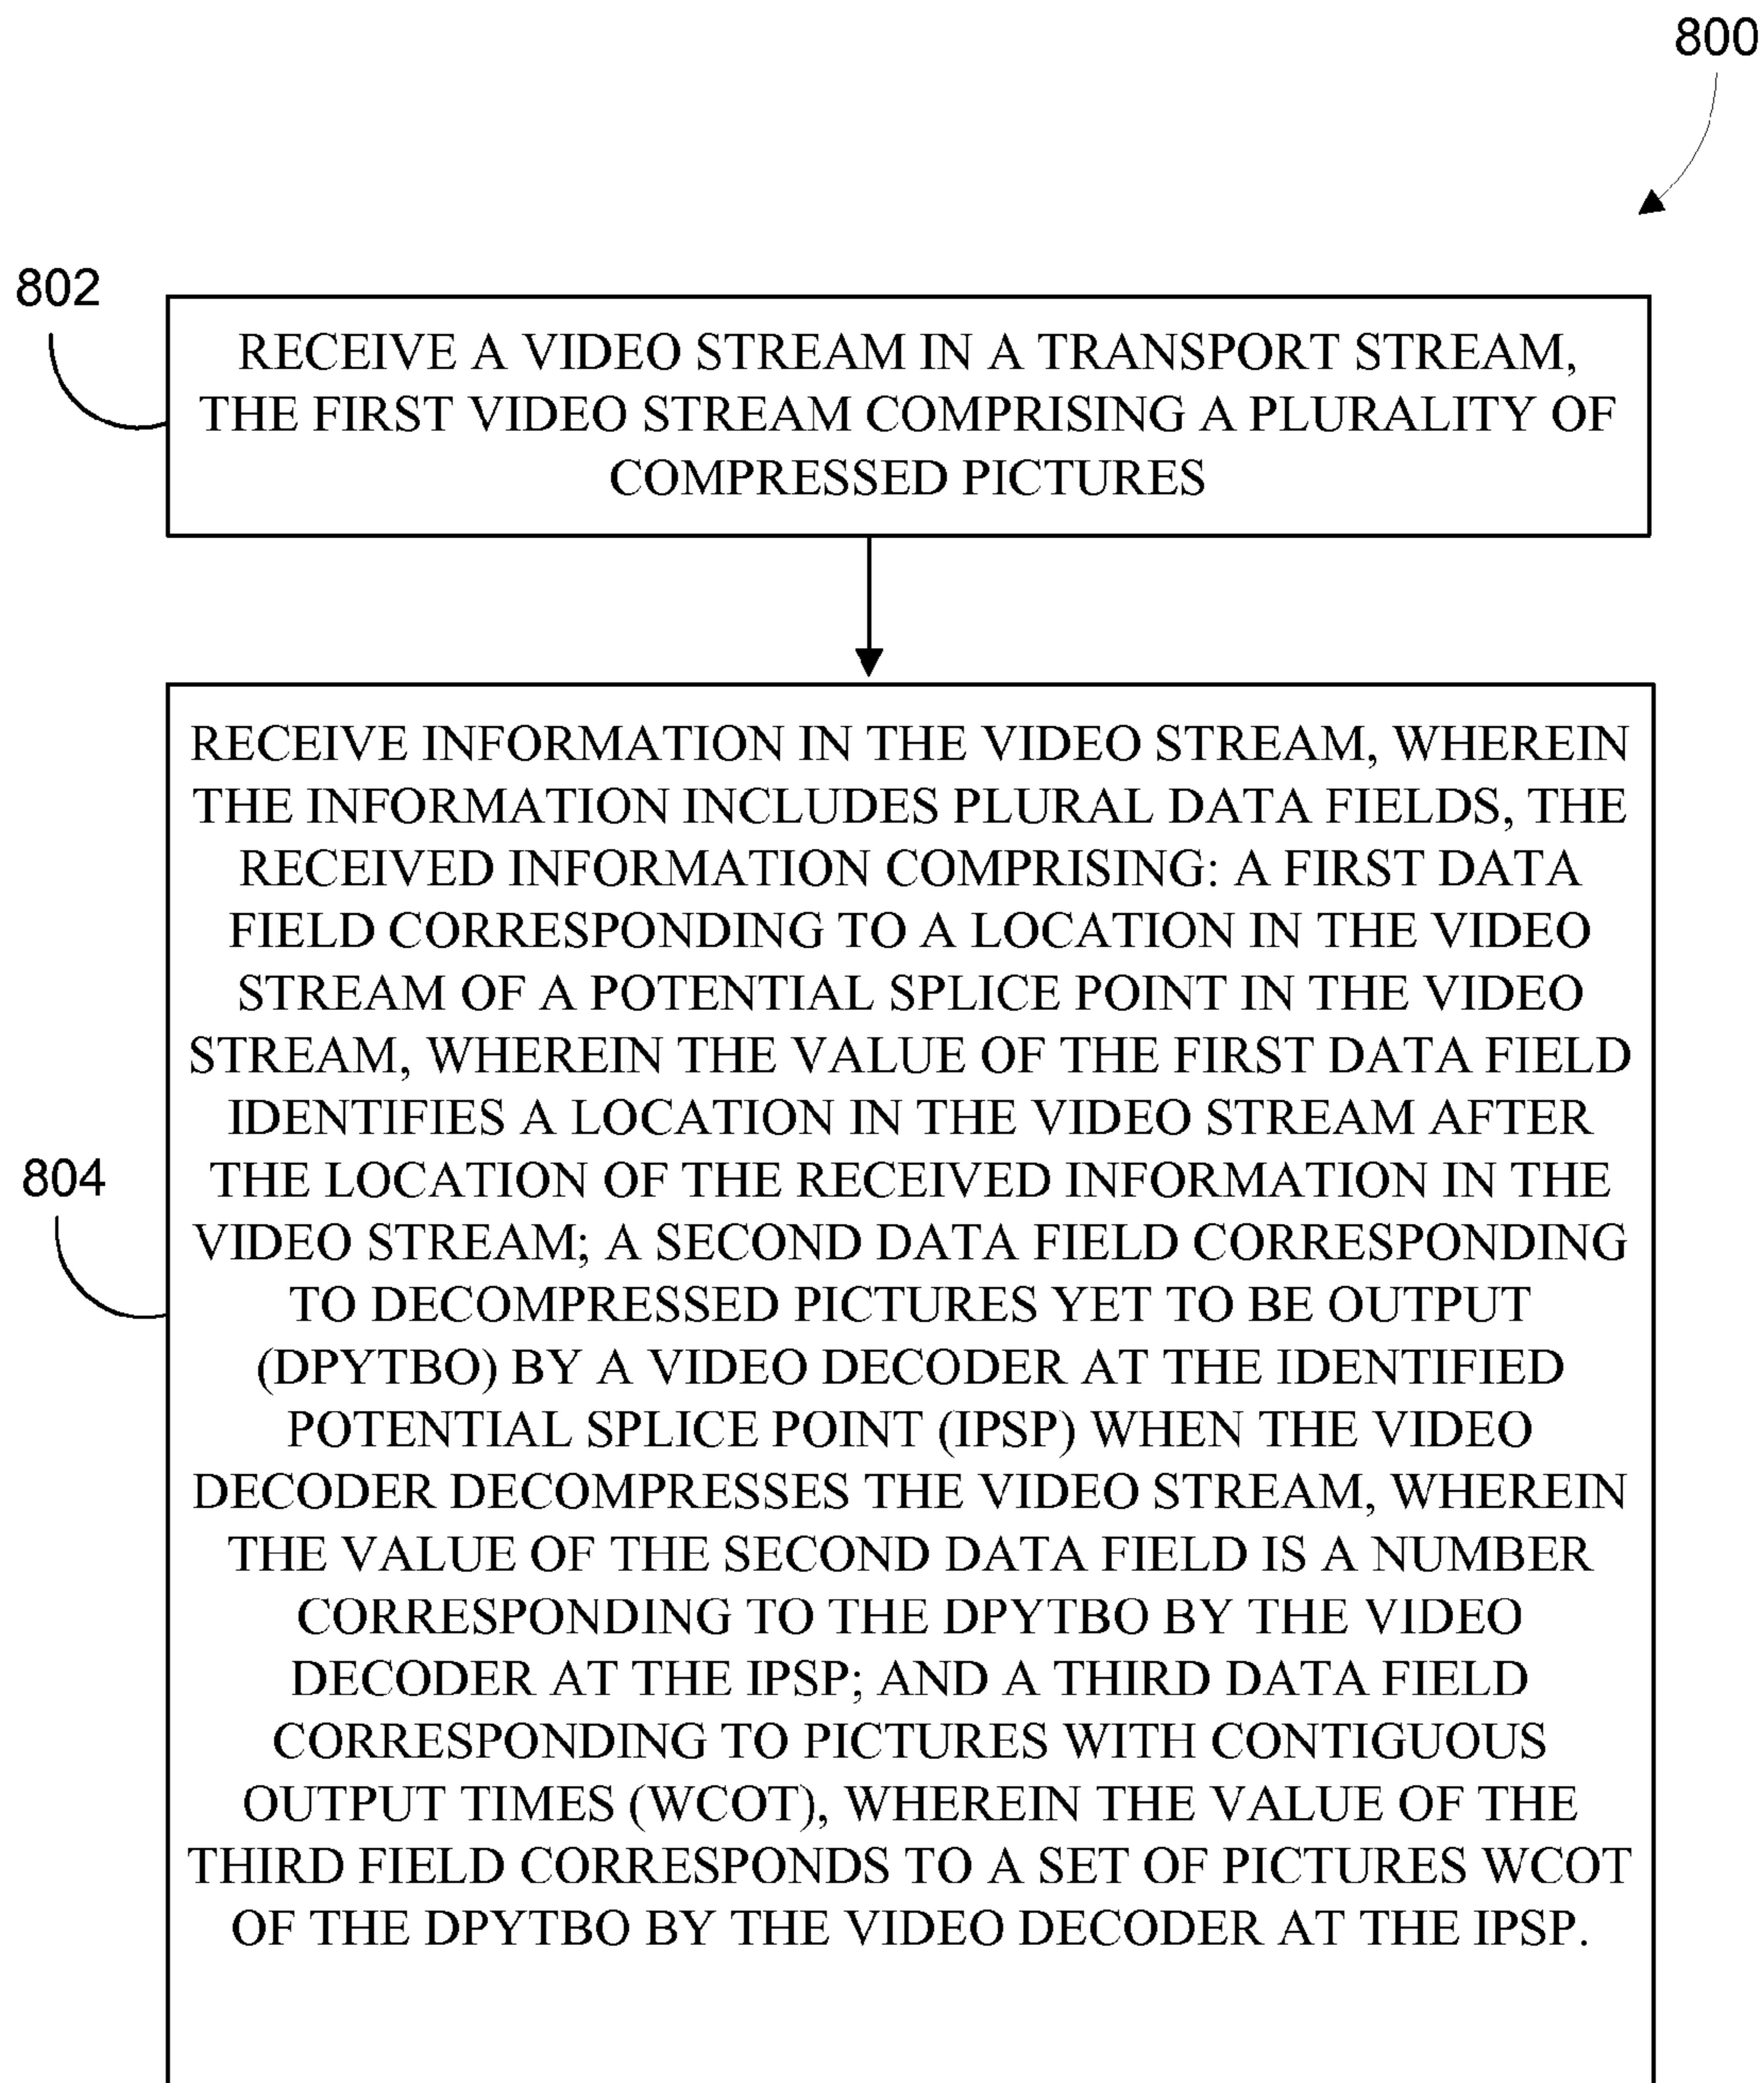 800
802
RECEIVE A VIDEO STREAM IN A TRANSPORT STREAM,
THE FIRST VIDEO STREAM COMPRISING A PLURALITY OF
COMPRESSED PICTURES
804
RECEIVE INFORMATION IN THE VIDEO STREAM, WHEREIN
THE INFORMATION INCLUDES PLURAL DATA FIELDS, THE
RECEIVED INFORMATION COMPRISING: A FIRST DATA
FIELD CORRESPONDING TO A LOCATION IN THE VIDEO
STREAM OF A POTENTIAL SPLICE POINT IN THE VIDEO
STREAM, WHEREIN THE VALUE OF THE FIRST DATA FIELD
IDENTIFIES A LOCATION IN THE VIDEO STREAM AFTER
THE LOCATION OF THE RECEIVED INFORMATION IN THE
VIDEO STREAM; A SECOND DATA FIELD CORRESPONDING
TO DECOMPRESSED PICTURES YET TO BE OUTPUT
(DPYTBO) BY A VIDEO DECODER AT THE IDENTIFIED
POTENTIAL SPLICE POINT (IPSP) WHEN THE VIDEO
DECODER DECOMPRESSES THE VIDEO STREAM, WHEREIN
THE VALUE OF THE SECOND DATA FIELD IS A NUMBER
CORRESPONDING TO THE DPYTBO BY THE VIDEO
DECODER AT THE IPSP; AND A THIRD DATA FIELD
CORRESPONDING TO PICTURES WITH CONTIGUOUS
OUTPUT TIMES (WCOT), WHEREIN THE VALUE OF THE
THIRD FIELD CORRESPONDS TO A SET OF PICTURES WCOT
OF THE DPYTBO BY THE VIDEO DECODER AT THE IPSP.